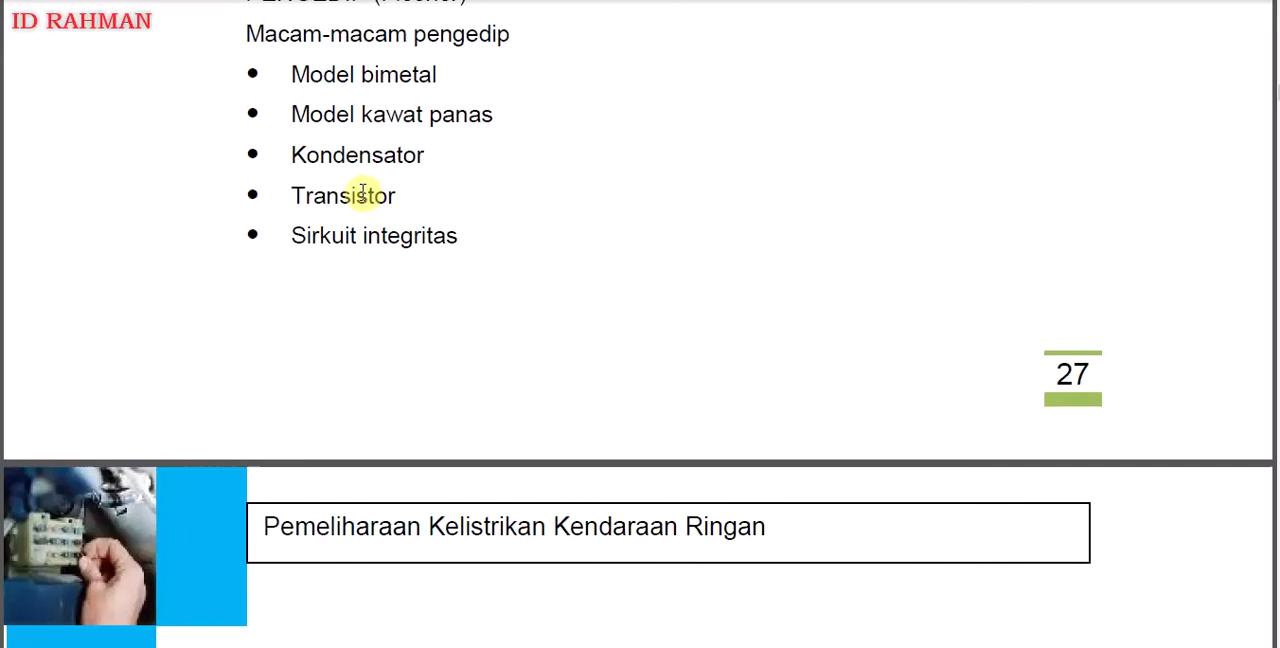 ID RAHMAN
Macam-macam pengedip
• Model bimetal
• Model kawat panas
• Kondensator
• Transistor
• Sirkuit integritas
27
Pemeliharaan Kelistrikan Kendaraan Ringan